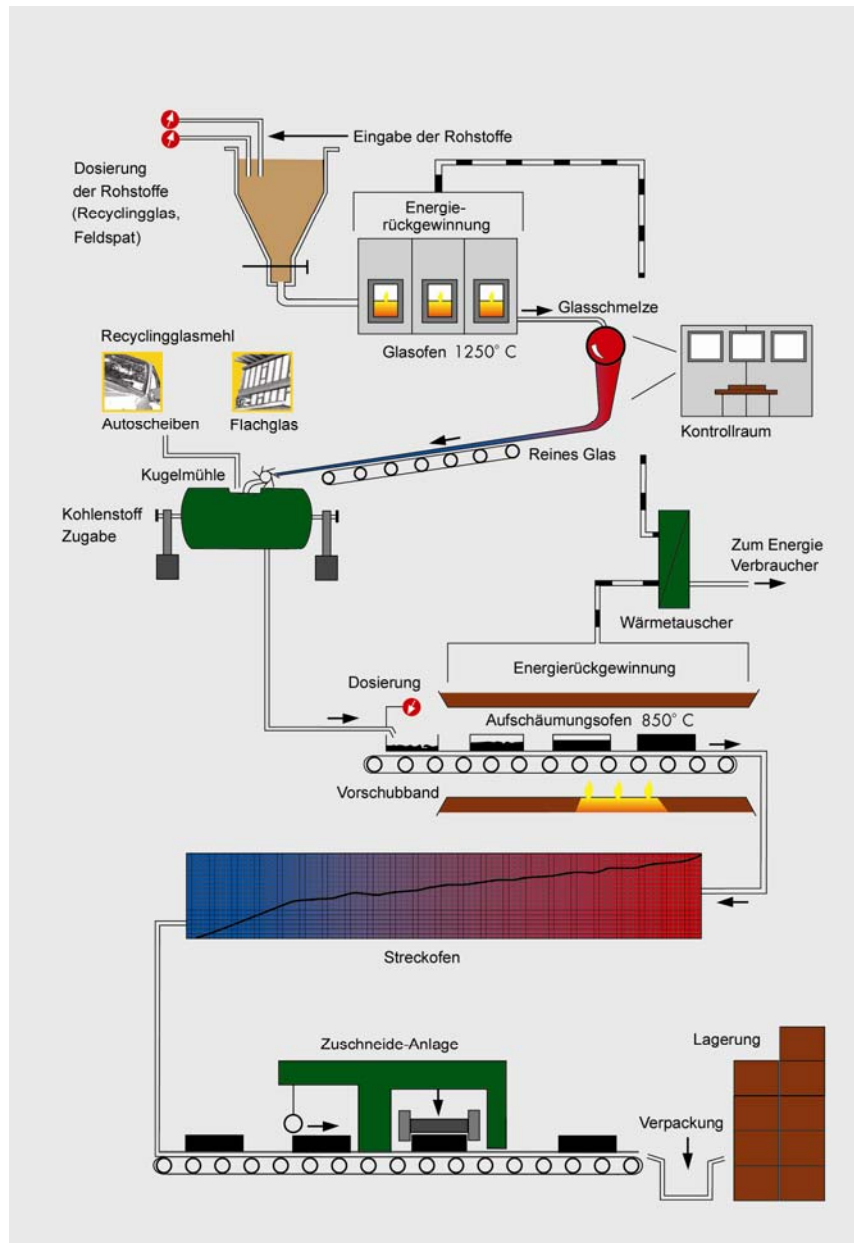 Eingabe der Rohstoffe
Dosierung
der Rohstoffe
(Recyclingglas,
Feldspat)
Energie-
rückgewinnung
Glasschmelze
Glasofen 1250° C
Recyclingglasmehl
Autoscheiben
Flachglas
Kontrollraum
Reines Glas
Kugelmühle
Kohlenstoff
Zugabe
Zum Energie
Verbraucher
Wärmetauscher
Energierückgewinnung
Dosierung
Aufschäumungsofen 850° C
Vorschubband
Streckofen
Zuschneide-Anlage
Lagerung
Verpackung